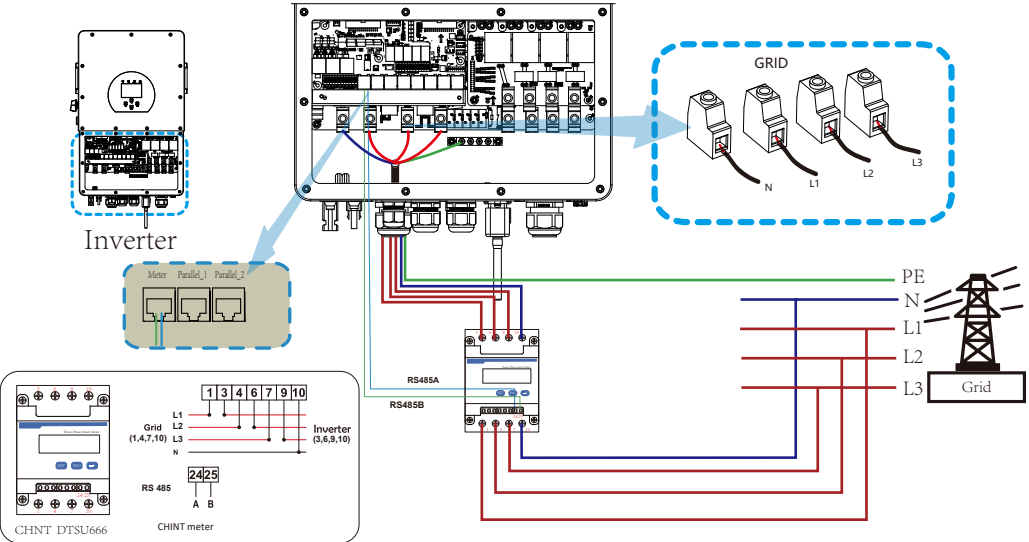 GRID
N
L1
L2
L3
Inverter
Meter Parallel_1 Parallel_2
PE
N
L1
L2
L3
Grid
RS485A
RS485B
1 3 4 6 7 9 10
L1
Grid L2 Inverter
(1,4,7,10) L3 (3,6,9,10)
N
24 25
RS 485
A B
CHNT DTSU666
CHINT meter